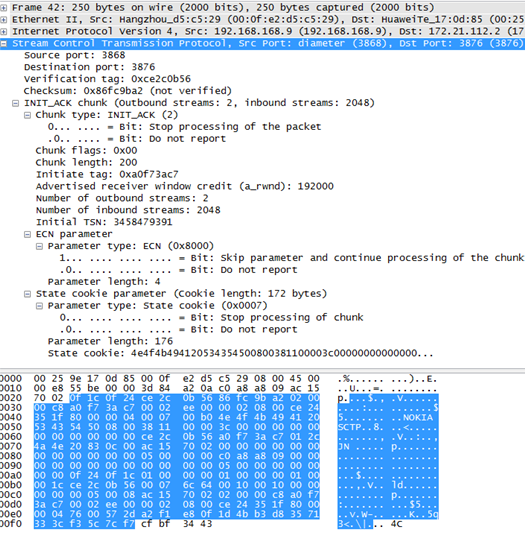 Frame 42: 250 bytes on wire (2000 bits), 250 bytes captured (2000 bits)
Ethernet II, Src: Hangzhou_d5:c5:29 (00:0f:e2:d5:c5:29), Dst: HuaweiTe_17:0d:85 (00:2
Internet Protocol Version 4, Src: 192.168.168.9 (192.168.168.9), Dst: 172.21.112.2 (17
Stream Control Transmission Protocol, Src Port: diameter (3868), Dst Port: 3876 (3876)
Source port: 3868
Destination port: 3876
Verification tag: 0xce2c0b56
Checksum: 0x86fc9ba2 (not verified)
INIT_ACK chunk (Outbound streams: 2, inbound streams: 2048)
Chunk type: INIT_ACK (2)
0... .... = Bit: Stop processing of the packet
.0.. .... = Bit: Do not report
Chunk flags: 0x00
Chunk length: 200
Initiate tag: 0xa0f73ac7
Advertised receiver window credit (a_rwnd): 192000
Number of outbound streams: 2
Number of inbound streams: 2048
Initial TSN: 3458479391
ECN parameter
Parameter type: ECN (0x8000)
1... .... .... .... = Bit: Skip parameter and continue processing of the chunk
.0.. .... .... .... = Bit: Do not report
Parameter length: 4
State cookie parameter (Cookie length: 172 bytes)
Parameter type: State cookie (0x0007)
0... .... .... .... = Bit: Stop processing of chunk
.0.. .... .... .... = Bit: Do not report
Parameter length: 176
State cookie: 4e4f4b494120534354500800381100003c00000000000000...
0000 00 25 9e 17 0d 85 00 0f e2 d5 c5 29 08 00 45 00 .%...... ...)..E.
0010 00 e8 55 be 00 00 3d 84 a2 0a c0 a8 a8 09 ac 15 ..U...=. ........
0020 70 02 0f 1c 0f 24 ce 2c 0b 56 86 fc 9b a2 02 00 p....$., .V......
0030 00 c8 a0 f7 3a c7 00 02 ee 00 00 02 08 00 ce 24 ....:... .......$
0040 35 1f 80 00 00 04 00 07 00 b0 4e 4f 4b 49 41 20 5....... ..NOKIA
0050 53 43 54 50 08 00 38 11 00 00 3c 00 00 00 00 00 SCTP..8. ..<.....
0060 00 00 00 00 00 00 ce 2c 0b 56 a0 f7 3a c7 01 2c ......., .V..:..,
0070 4a 4e 20 83 0c 00 ac 15 70 02 00 00 00 00 00 00 JN ..... p.......
0080 00 00 00 00 00 00 05 00 00 00 c0 a8 a8 09 00 00 ........ ........
0090 00 00 00 00 00 00 00 00 00 00 05 00 00 00 00 00 ........ ........
00a0 00 00 0f 24 0f 1c 01 00 00 00 01 00 00 00 01 00 ...$.... ........
00b0 00 1c ce 2c 0b 56 00 07 6c 64 00 10 00 10 00 00 ...,.V.. ld......
00c0 00 00 00 05 00 08 ac 15 70 02 02 00 00 c8 a0 f7 ........ p.......
00d0 3a c7 00 02 ee 00 00 02 08 00 ce 24 35 1f 80 00 :....... ...$5...
00e0 00 04 76 00 57 2d a2 f1 e8 0f 1d 4b b3 d8 35 71 ..v.W-.. ...K..5q
00f0 33 3c f3 5c 7c f7 cf bf 34 43 3<.\|... 4C